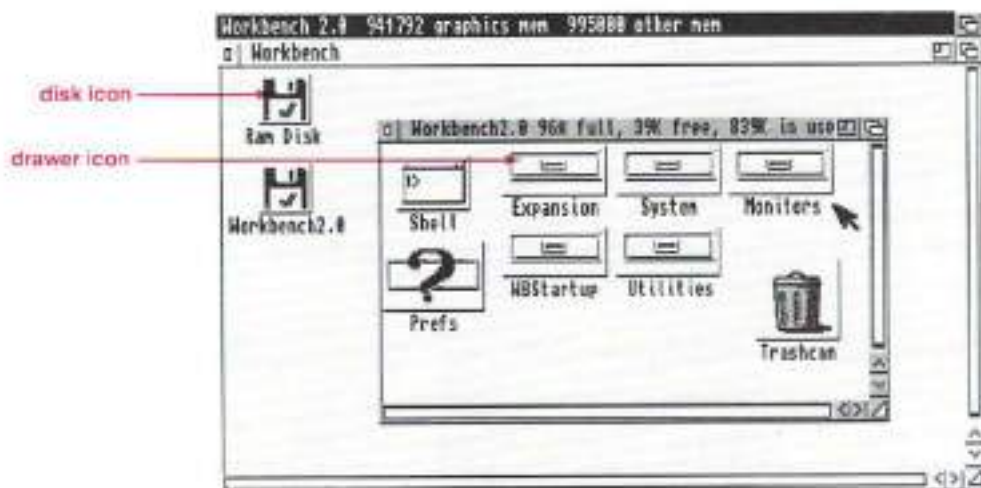 Workbench 2.0 941792 graphics mem 995080 other mem
Workbench
disk icon
Ram Disk
Workbench2.0 96% full, 39K free, 839K in use
drawer icon
Shell
Expansion
System
Monitors
Workbench2.0
Prefs
WBStartup
Utilities
Trashcan